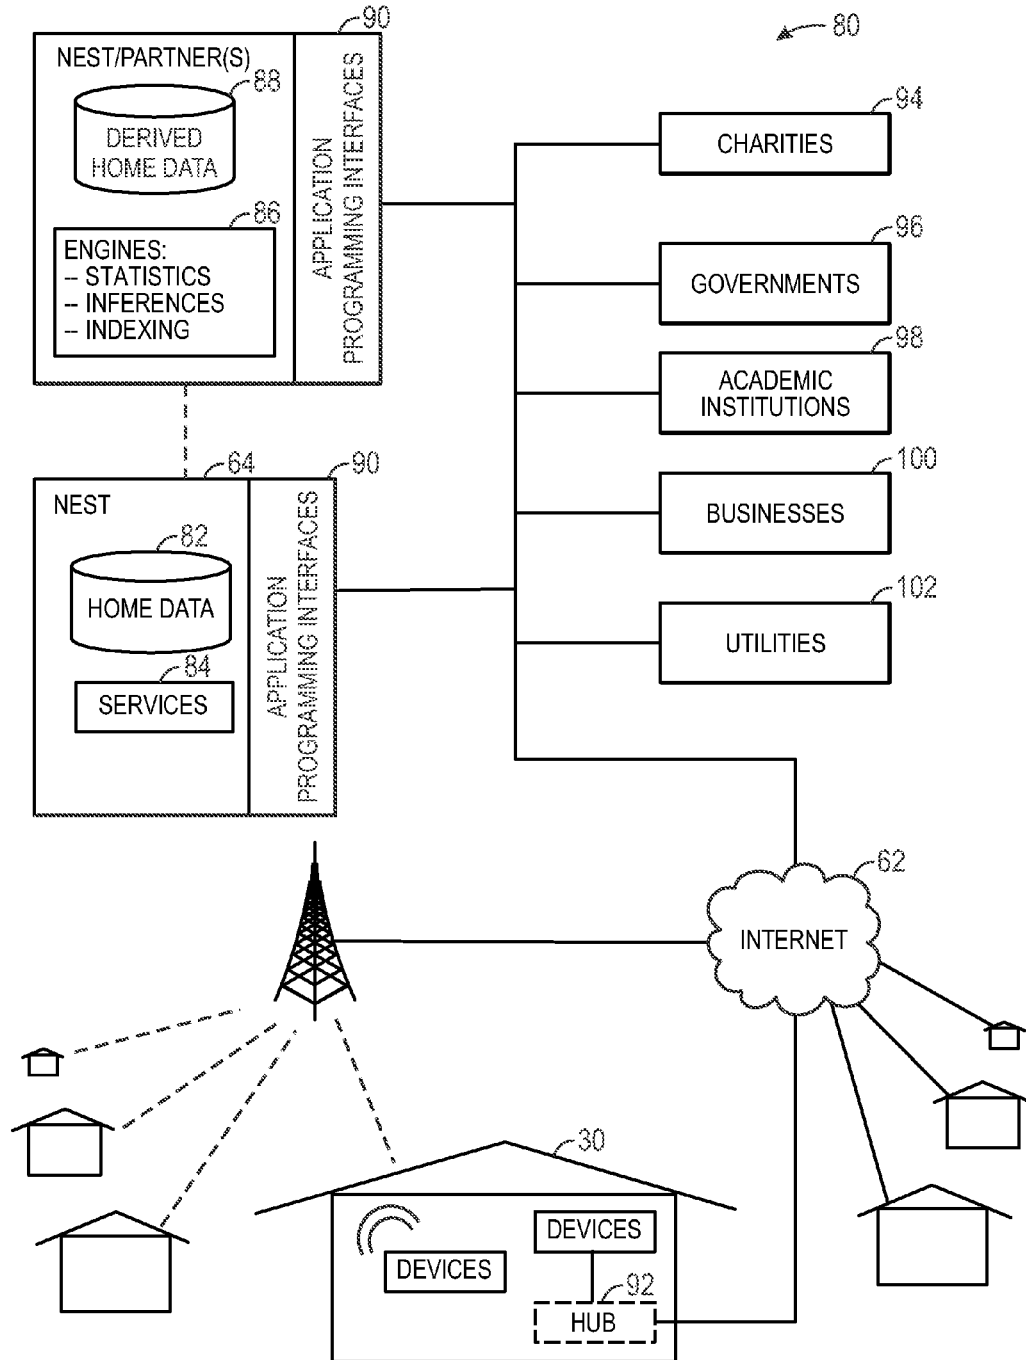 90
80
NEST/PARTNER(S)
88
DERIVED
HOME DATA
86
ENGINES:
-- STATISTICS
-- INFERENCES
-- INDEXING
APPLICATION
PROGRAMMING INTERFACES
94
CHARITIES
96
GOVERNMENTS
98
ACADEMIC
INSTITUTIONS
100
BUSINESSES
102
UTILITIES
64
90
NEST
82
HOME DATA
84
SERVICES
APPLICATION
PROGRAMMING INTERFACES
62
INTERNET
30
DEVICES
DEVICES
92
HUB